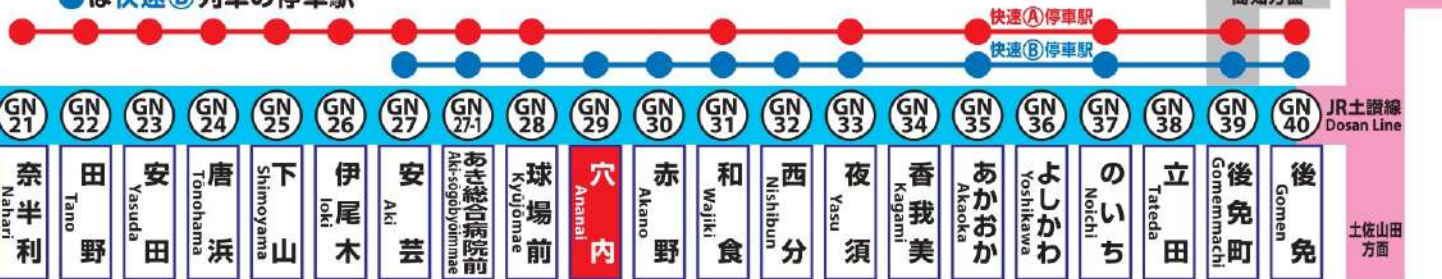 ●は快速Ⓑ列車の停車駅
高知方面
快速Ⓐ停車駅
快速Ⓑ停車駅
GN 21
GN 22
GN 23
GN 24
GN 25
GN 26
GN 27
GN 27-1
GN 28
GN 29
GN 30
GN 31
GN 32
GN 33
GN 34
GN 35
GN 36
GN 37
GN 38
GN 39
GN 40
JR土讃線
Dosan Line
奈半利 Nahari
田野 Tano
安田 Yasuda
唐浜 Tōnohama
下山 Shimoyama
伊尾木 Ioki
安芸 Aki
あき総合病院前 Aki-sōgōbyōinmae
球場前 Kyūjōmae
穴内 Ananai
赤野 Akano
和食 Wajiki
西分 Nishibun
夜須 Yasu
香我美 Kagami
あかおか Akaoka
よしかわ Yoshikawa
のいち Noichi
立田 Tateda
後免町 Gomenmachi
後免 Gomen
土佐山田
方面